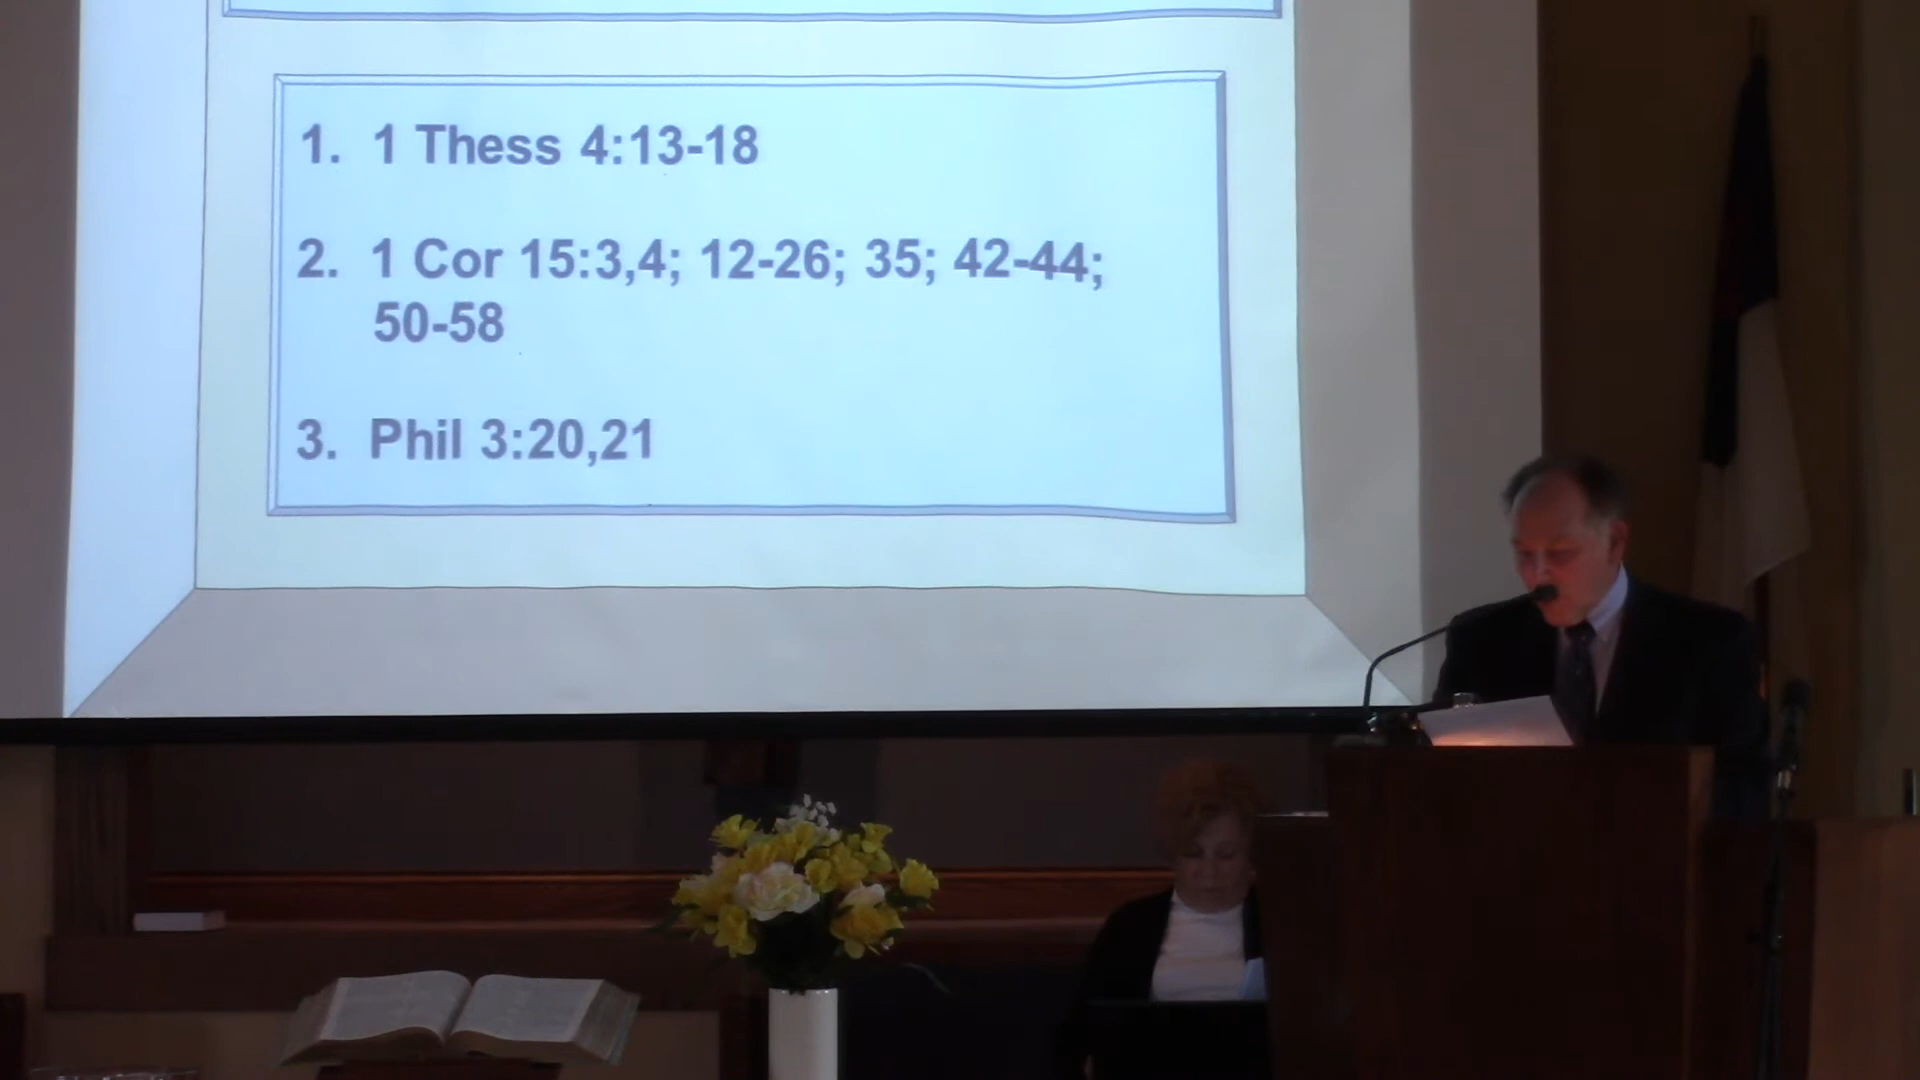 1. 1 Thess 4:13-18
2. 1 Cor 15:3,4; 12-26; 35; 42-44;
50-58
3. Phil 3:20,21